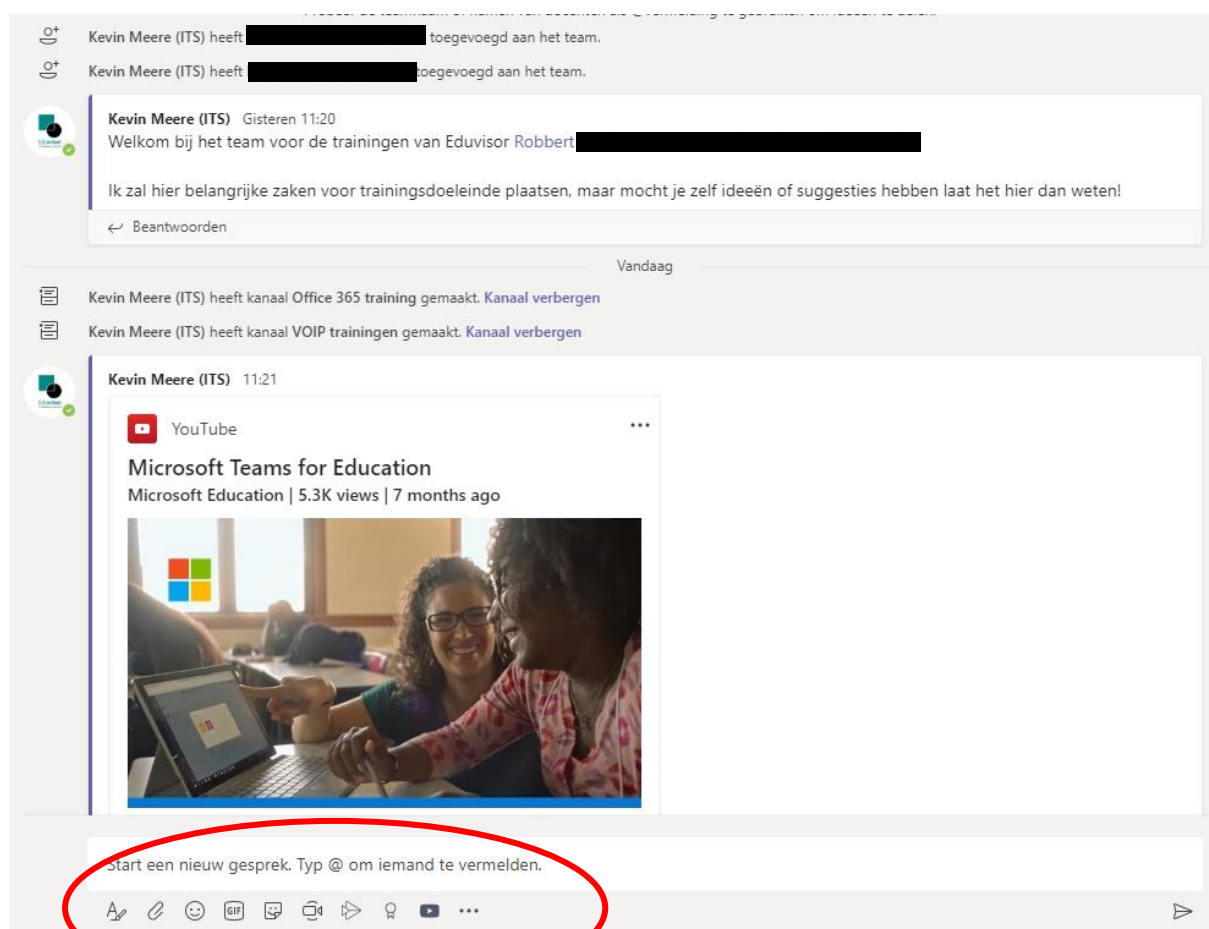 Kevin Meere (ITS) heeft toegevoegd aan het team.
Kevin Meere (ITS) heeft toegevoegd aan het team.
Kevin Meere (ITS) Gisteren 11:20
Welkom bij het team voor de trainingen van Eduvisor Robbert
Ik zal hier belangrijke zaken voor trainingsdoeleinde plaatsen, maar mocht je zelf ideeën of suggesties hebben laat het hier dan weten!
Beantwoorden
Vandaag
Kevin Meere (ITS) heeft kanaal Office 365 training gemaakt. Kanaal verbergen
Kevin Meere (ITS) heeft kanaal VOIP trainingen gemaakt. Kanaal verbergen
Kevin Meere (ITS) 11:21
YouTube
Microsoft Teams for Education
Microsoft Education | 5.3K views | 7 months ago
Start een nieuw gesprek. Typ @ om iemand te vermelden.
GIF